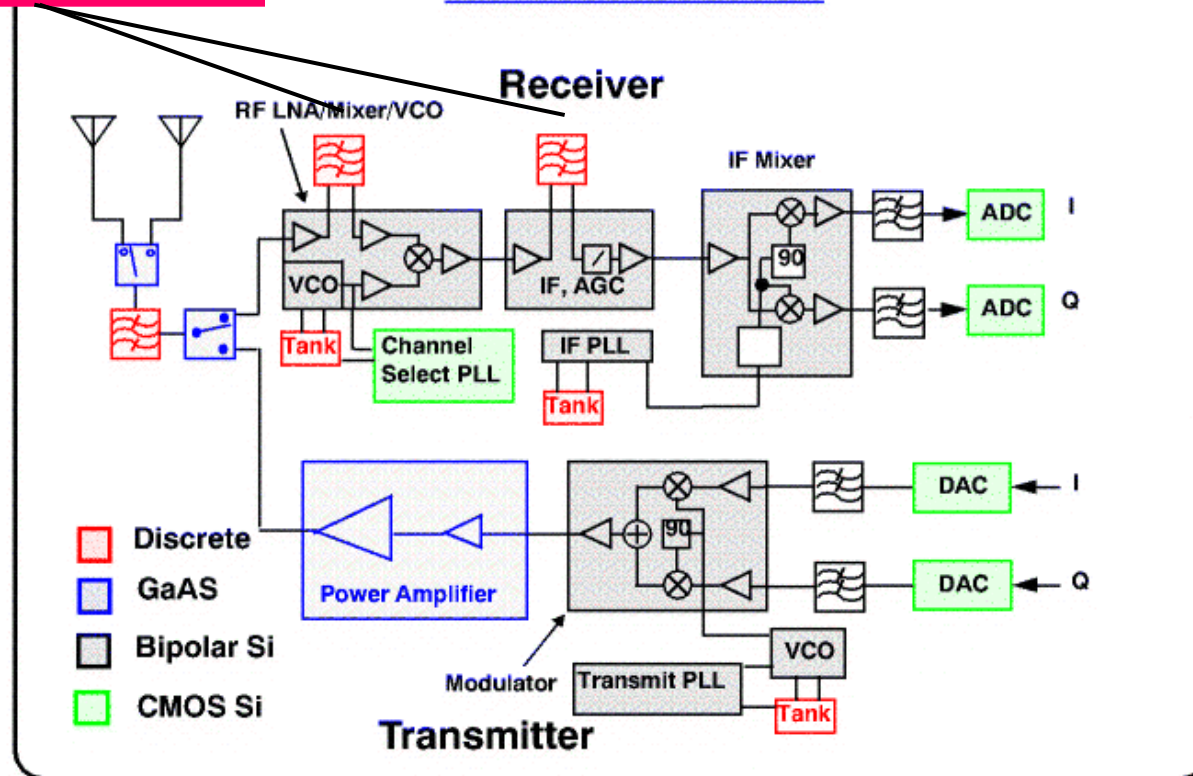 Receiver
RF LNA/Mixer/VCO
IF Mixer
ADC
I
90
VCO
IF, AGC
ADC
Q
Tank
Channel
Select PLL
IF PLL
Tank
DAC
I
90
Discrete
GaAS
Power Amplifier
DAC
Q
Bipolar Si
VCO
Modulator
Transmit PLL
CMOS Si
Tank
Transmitter